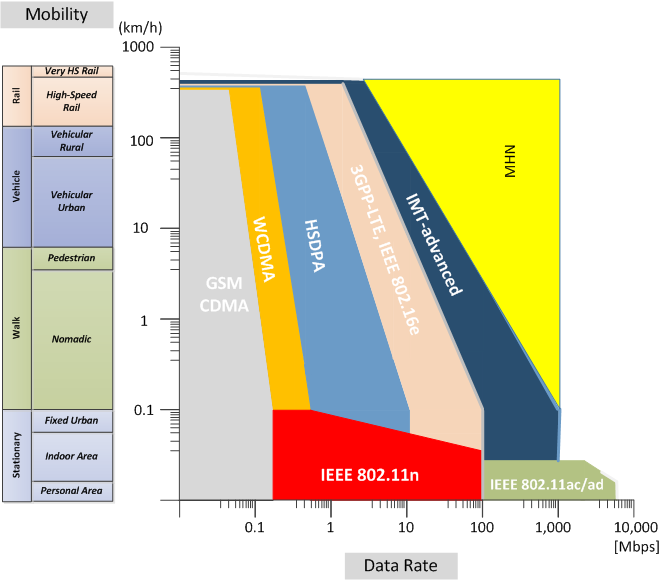 Mobility
(km/h)
1000
100
10
1
0.1
Rail
Very HS Rail
High-Speed
Rail
Vehicle
Vehicular
Rural
Vehicular
Urban
Walk
Pedestrian
Nomadic
Stationary
Fixed Urban
Indoor Area
Personal Area
GSM
CDMA
WCDMA
HSDPA
3GPP-LTE, IEEE 802.16e
IMT-advanced
MHN
IEEE 802.11n
IEEE 802.11ac/ad
0.1
1
10
100
1,000
10,000
[Mbps]
Data Rate